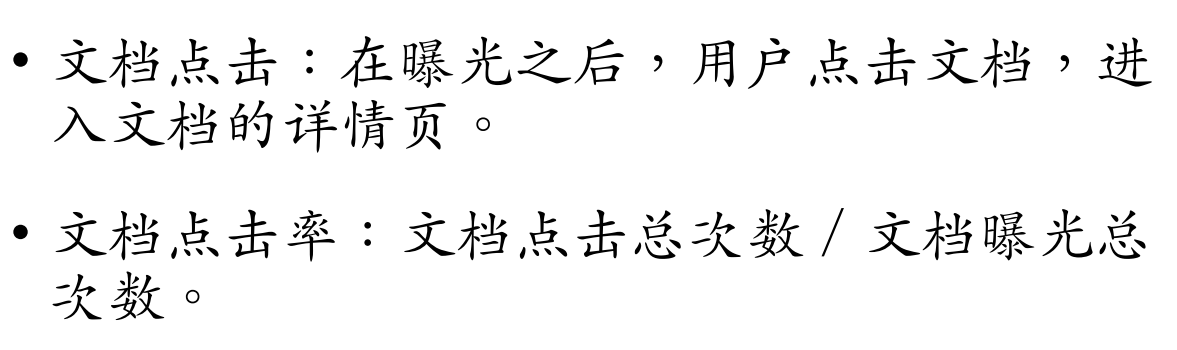 • 文档点击：在曝光之后，用户点击文档，进
入文档的详情页。
• 文档点击率：文档点击总次数 / 文档曝光总
次数。